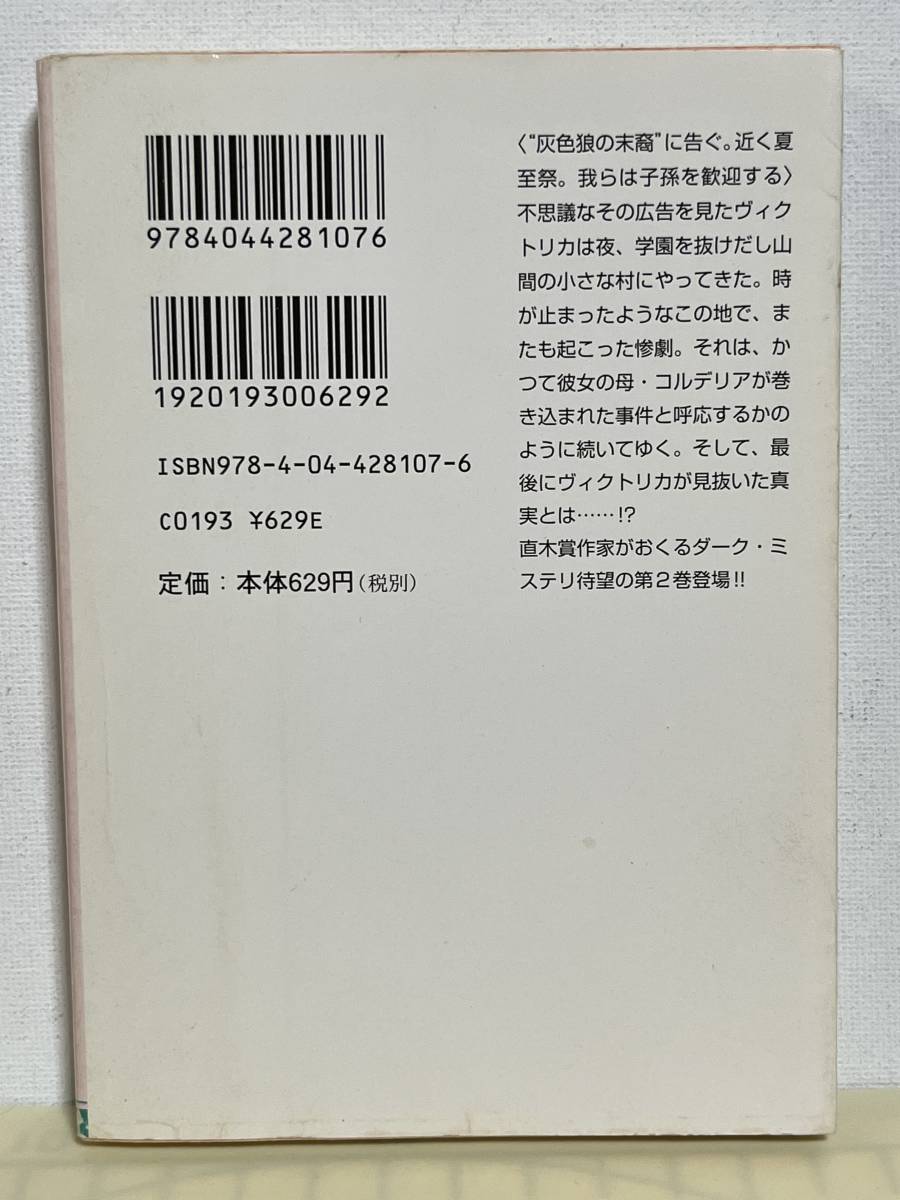 9784044281076
1920193006292
ISBN978-4-04-428107-6
C0193 ¥629E
定価：本体629円（税別）
〈“灰色狼の末裔”に告ぐ。近く夏
至祭。我らは子孫を歓迎する〉
不思議なその広告を見たヴィク
トリカは夜、学園を抜けだし山
間の小さな村にやってきた。時
が止まったようなこの地で、ま
たも起こった惨劇。それは、か
つて彼女の母・コルデリアが巻
き込まれた事件と呼応するかの
ように続いてゆく。そして、最
後にヴィクトリカが見抜いた真
実とは……!?
直木賞作家がおくるダーク・ミ
ステリ待望の第２巻登場!!